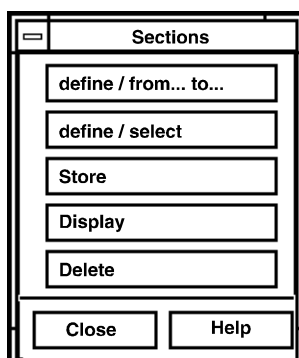 Sections
define / from... to...
define / select
Store
Display
Delete
Close Help